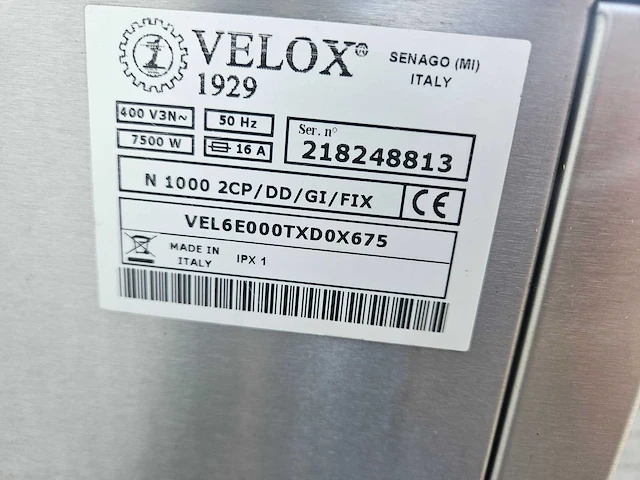 VELOX®
1929
SENAGO (MI)
ITALY
400 V3N~
50 Hz
7500 W
16 A
Ser. n°
218248813
N 1000 2CP/DD/GI/FIX
CE
VEL6E000TXD0X675
MADE IN
ITALY
IPX 1